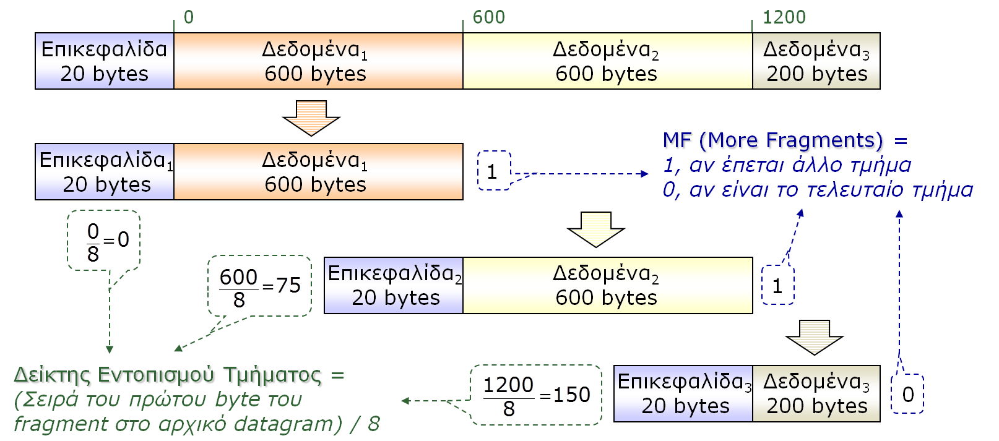 0 600 1200
Επικεφαλίδα Δεδομένα1 Δεδομένα2 Δεδομένα3
20 bytes 600 bytes 600 bytes 200 bytes
Επικεφαλίδα1 Δεδομένα1
20 bytes 600 bytes
1
MF (More Fragments) =
1, αν έπεται άλλο τμήμα
0, αν είναι το τελευταίο τμήμα
0/8=0
600/8=75
Επικεφαλίδα2 Δεδομένα2
20 bytes 600 bytes
1
Δείκτης Εντοπισμού Τμήματος =
(Σειρά του πρώτου byte του
fragment στο αρχικό datagram) / 8
1200/8=150
Επικεφαλίδα3 Δεδομένα3
20 bytes 200 bytes
0